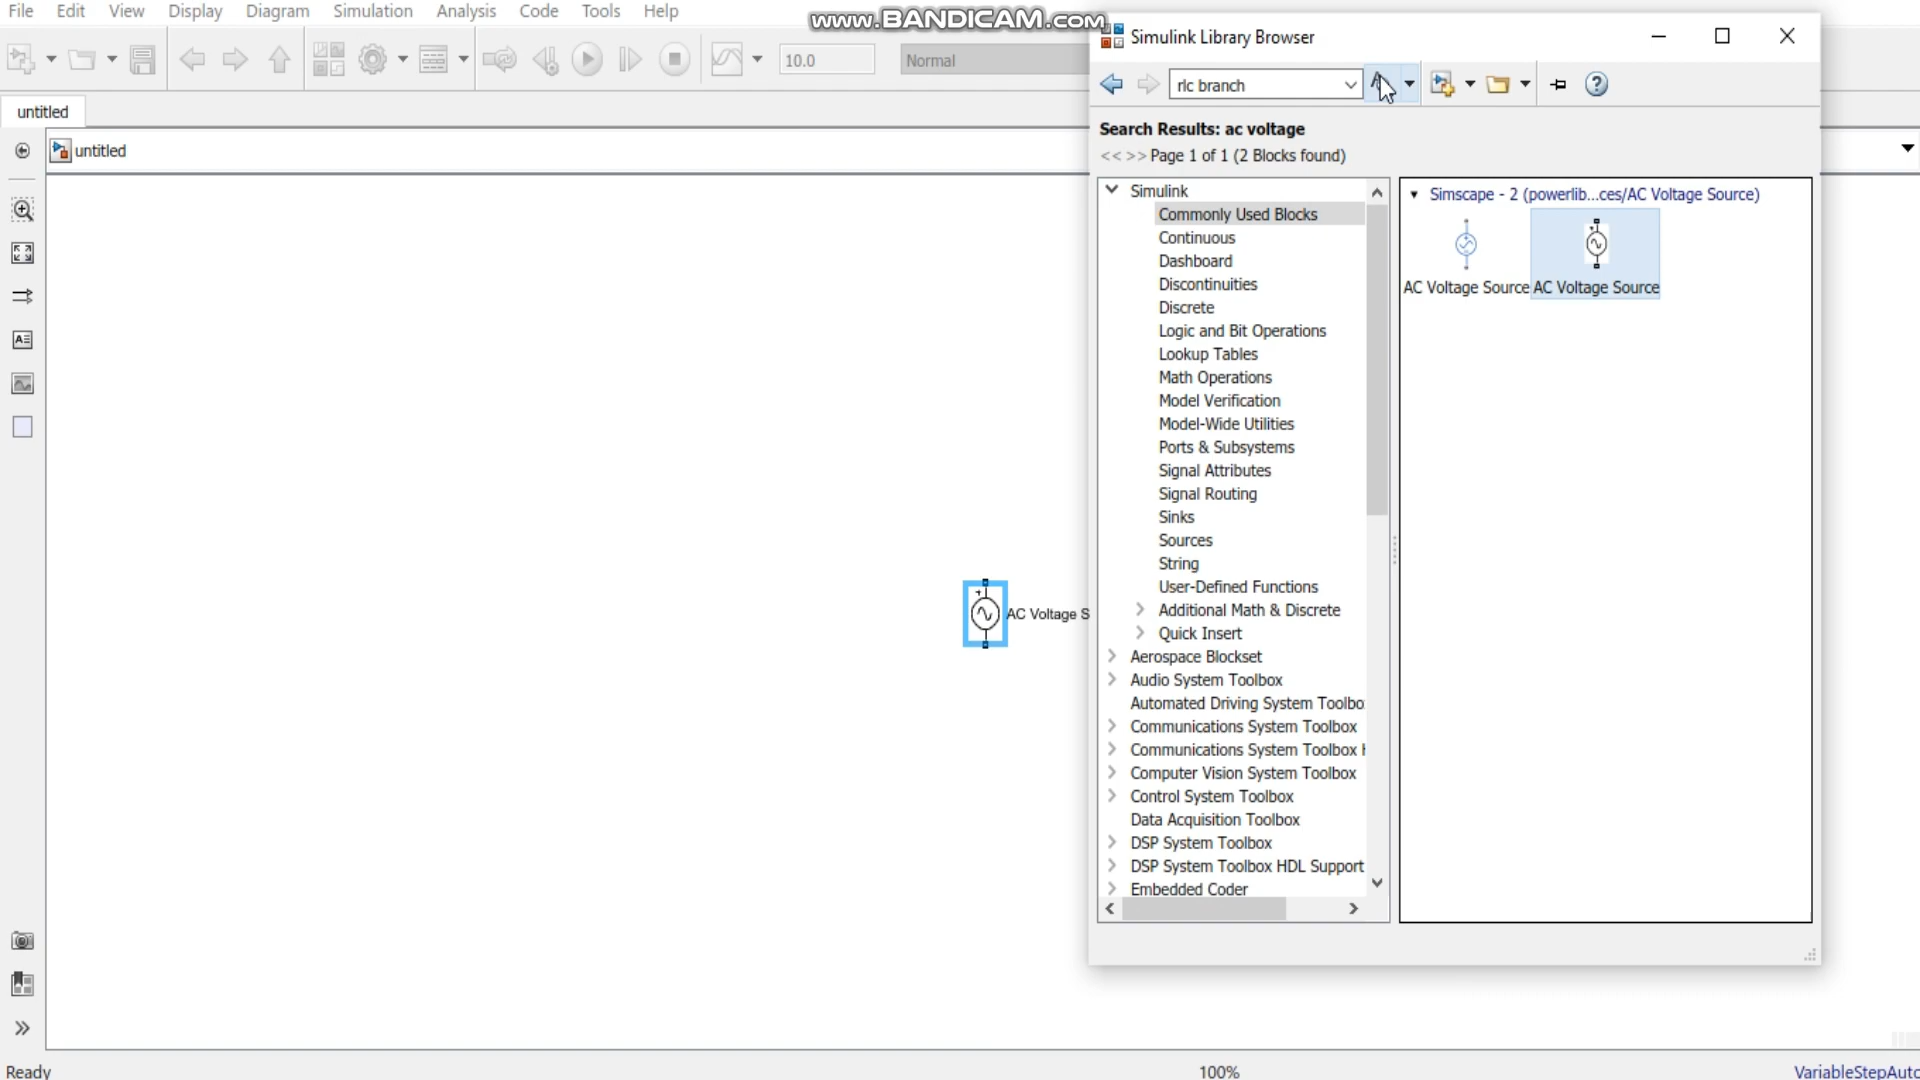 File Edit View Display Diagram Simulation Analysis Code Tools Help
www.BANDICAM.com
10.0
Normal
untitled
untitled
AC Voltage S
Ready
100%
VariableStepAuto
Simulink Library Browser
rlc branch
Search Results: ac voltage
<< >> Page 1 of 1 (2 Blocks found)
Simulink
Commonly Used Blocks
Continuous
Dashboard
Discontinuities
Discrete
Logic and Bit Operations
Lookup Tables
Math Operations
Model Verification
Model-Wide Utilities
Ports & Subsystems
Signal Attributes
Signal Routing
Sinks
Sources
String
User-Defined Functions
Additional Math & Discrete
Quick Insert
Aerospace Blockset
Audio System Toolbox
Automated Driving System Toolbo
Communications System Toolbox
Communications System Toolbox H
Computer Vision System Toolbox
Control System Toolbox
Data Acquisition Toolbox
DSP System Toolbox
DSP System Toolbox HDL Support
Embedded Coder
Simscape - 2 (powerlib...ces/AC Voltage Source)
AC Voltage Source AC Voltage Source